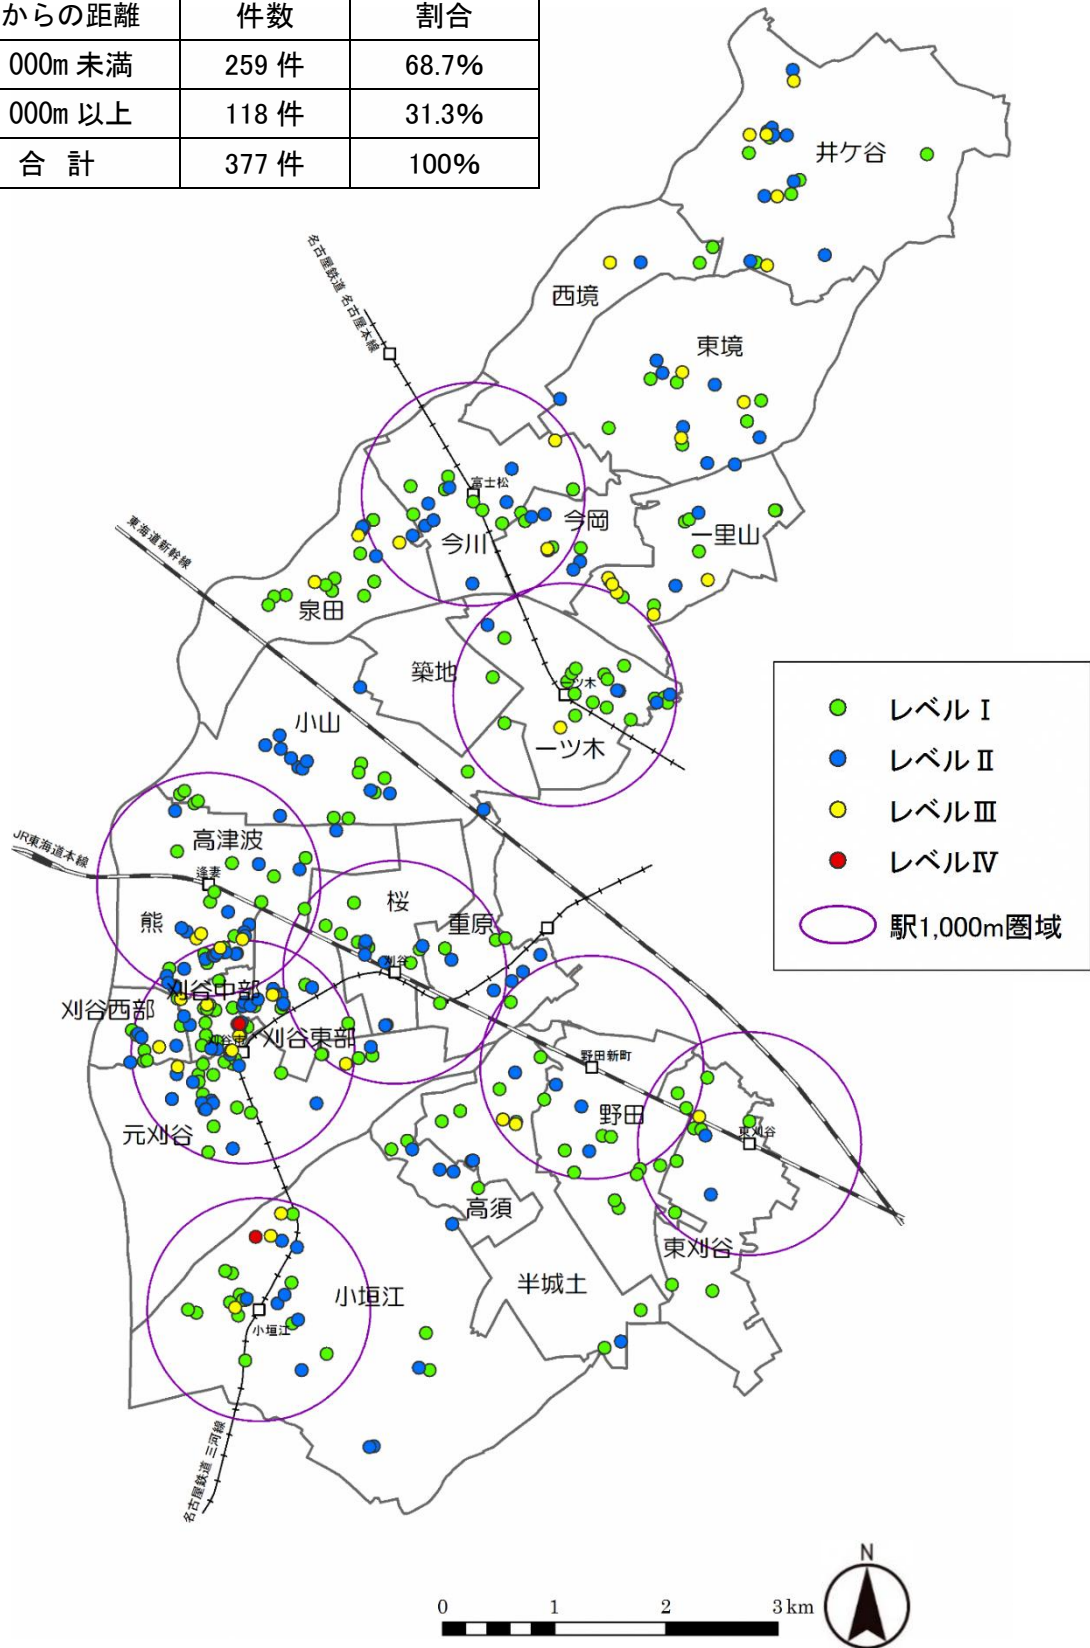 からの距離 件数 割合
000m 未満 259 件 68.7%
000m 以上 118 件 31.3%
合 計 377 件 100%
井ケ谷
名古屋鉄道 名古屋本線
西境
東境
富士松
今岡
一里山
今川
東海道新幹線
泉田
築地
一ツ木
一ツ木
小山
レベルⅠ
レベルⅡ
レベルⅢ
レベルⅣ
駅1,000m圏域
JR東海道本線
高津波
逢妻
桜
熊
重原
刈谷
刈谷中部
刈谷西部
刈谷東部
刈谷市
野田新町
野田
元刈谷
東刈谷
高須
東刈谷
半城土
小垣江
小垣江
名古屋鉄道 三河線
N
0 1 2 3 km